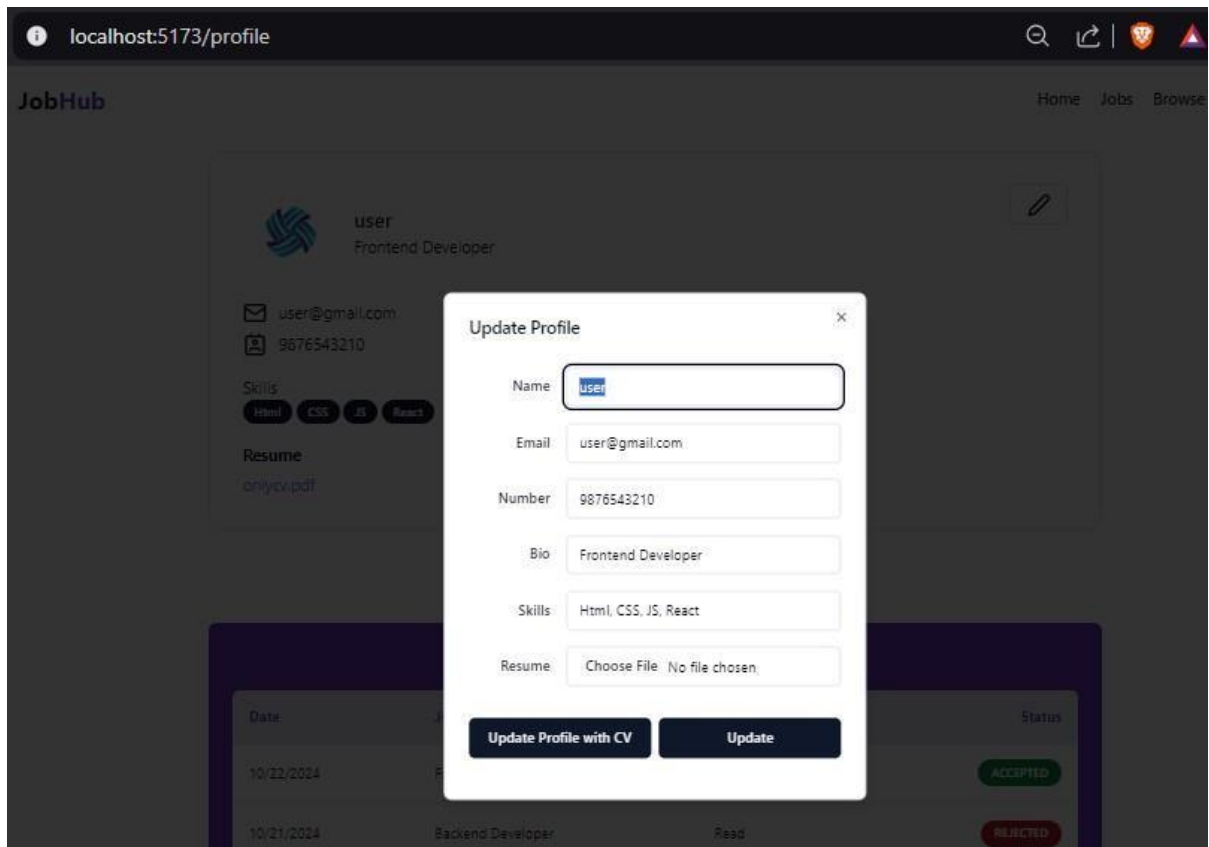 localhost:5173/profile
JobHub
Home Jobs Browse
user
Frontend Developer
user@gmail.com
9876543210
Skills
Html CSS JS React
Resume
onlycv.pdf
Update Profile
×
Name user
Email user@gmail.com
Number 9876543210
Bio Frontend Developer
Skills Html, CSS, JS, React
Resume Choose File No file chosen
Update Profile with CV Update
Date Status
10/22/2024 ACCEPTED
10/21/2024 Backend Developer Read REJECTED